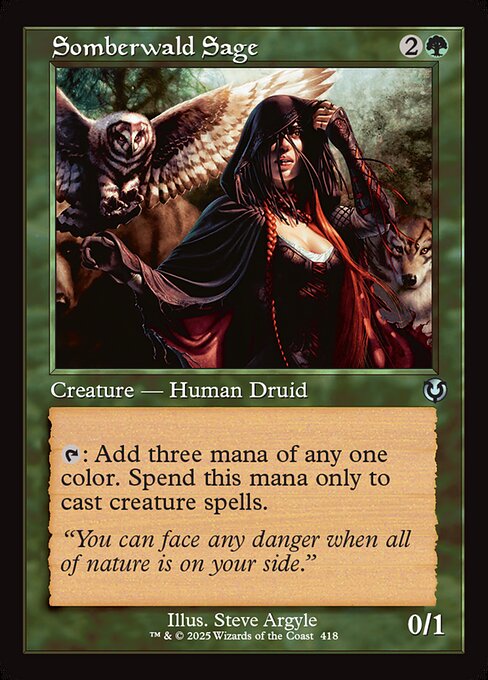 Somberwald Sage 2
Creature — Human Druid
: Add three mana of any one
color. Spend this mana only to
cast creature spells.
“You can face any danger when all
of nature is on your side.”
Illus. Steve Argyle
™ & © 2025 Wizards of the Coast 418
0/1